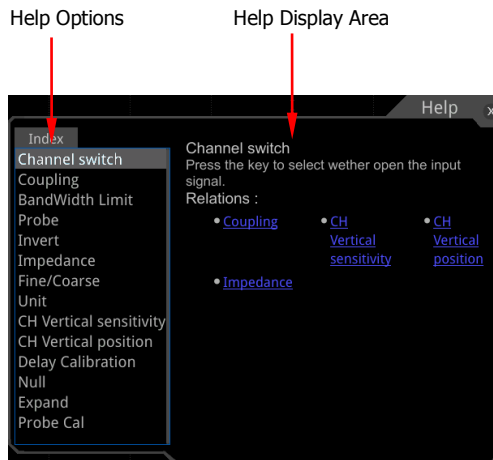 Help Options
Help Display Area
Help x
Index
Channel switch
Coupling
BandWidth Limit
Probe
Invert
Impedance
Fine/Coarse
Unit
CH Vertical sensitivity
CH Vertical position
Delay Calibration
Null
Expand
Probe Cal
Channel switch
Press the key to select wether open the input
signal.
Relations :
• Coupling
• CH
Vertical
sensitivity
• CH
Vertical
position
• Impedance